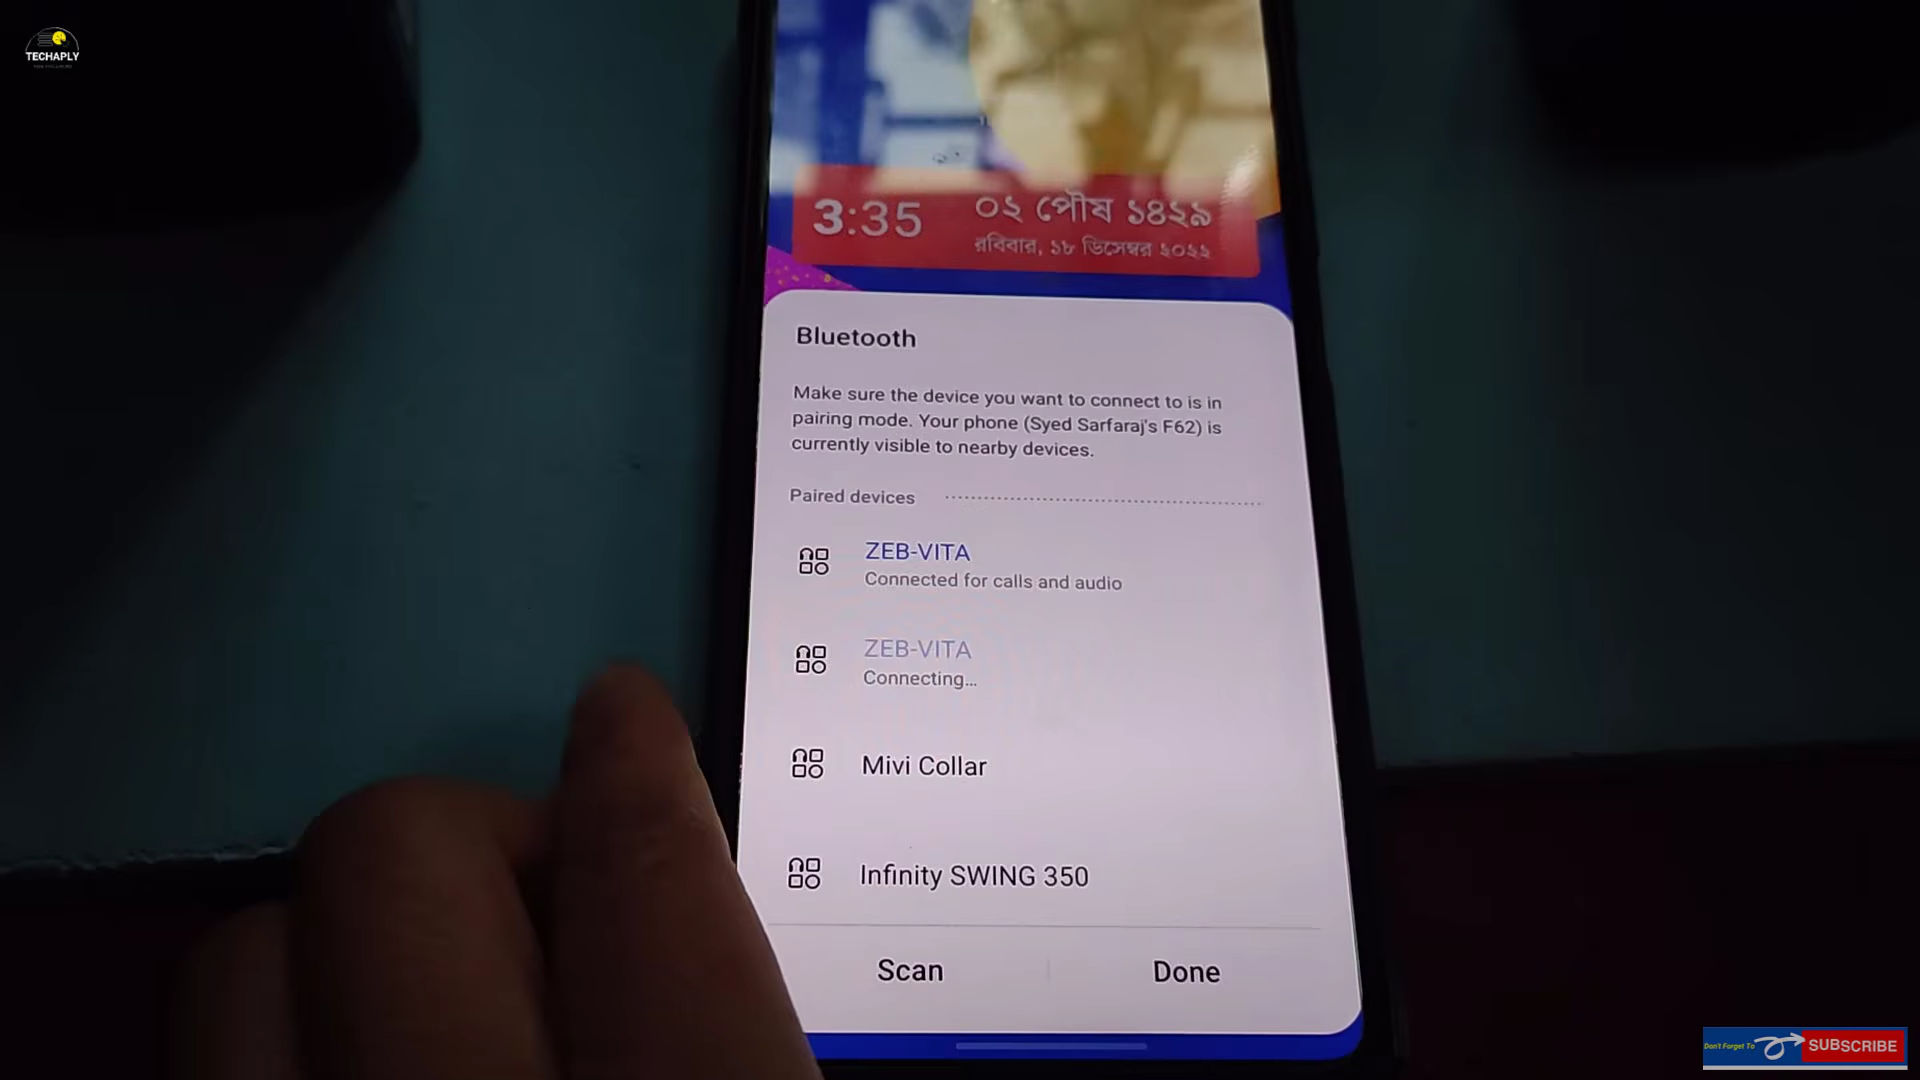 TECHAPLY
3:35
০২ পৌষ ১৪২৯
রবিবার, ১৮ ডিসেম্বর ২০২২
Bluetooth
Make sure the device you want to connect to is in
pairing mode. Your phone (Syed Sarfaraj's F62) is
currently visible to nearby devices.
Paired devices
ZEB-VITA
Connected for calls and audio
ZEB-VITA
Connecting...
Mivi Collar
Infinity SWING 350
Scan
Done
Don't Forget To
SUBSCRIBE